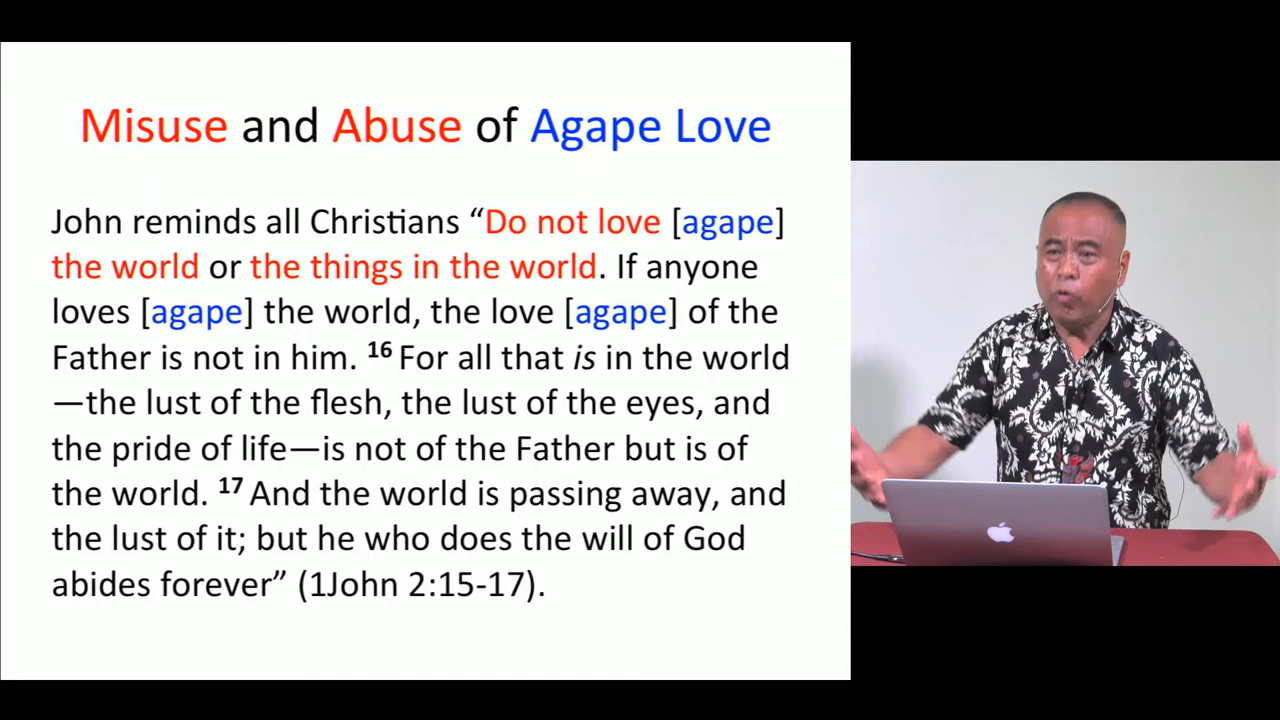 Misuse and Abuse of Agape Love
John reminds all Christians “Do not love [agape]
the world or the things in the world. If anyone
loves [agape] the world, the love [agape] of the
Father is not in him. 16 For all that is in the world
—the lust of the flesh, the lust of the eyes, and
the pride of life—is not of the Father but is of
the world. 17 And the world is passing away, and
the lust of it; but he who does the will of God
abides forever” (1John 2:15-17).